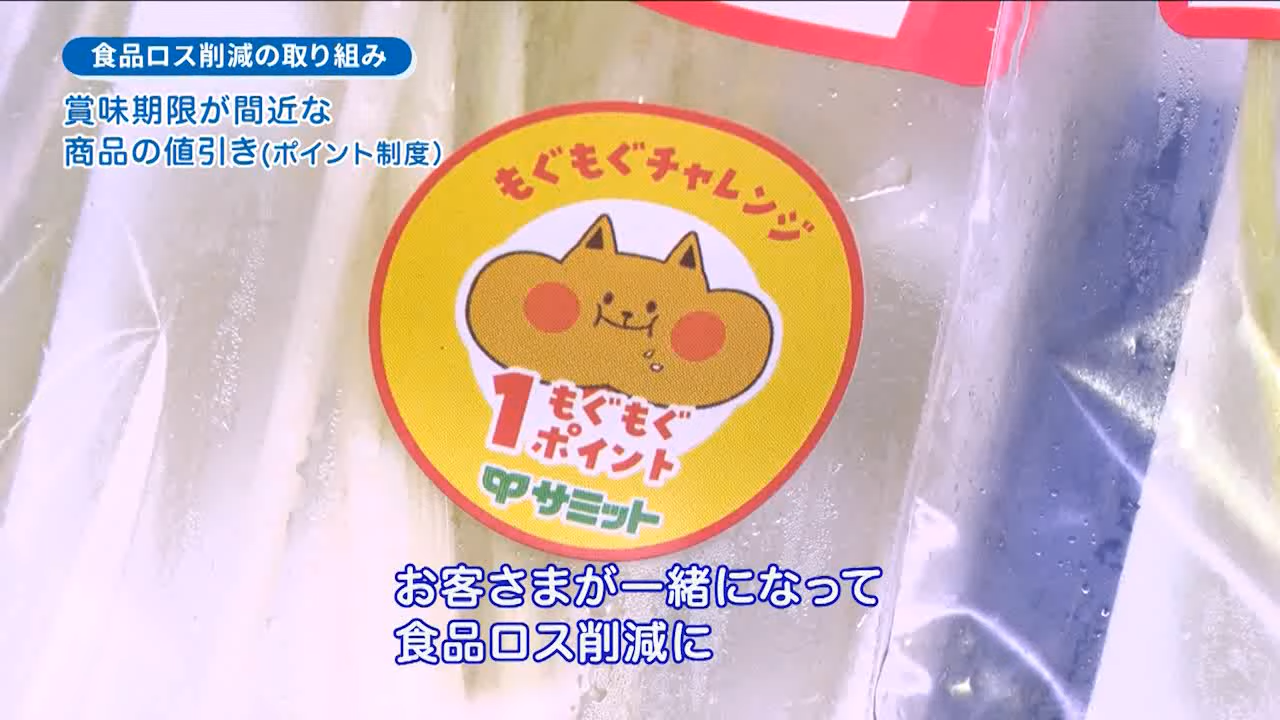 食品ロス削減の取り組み
賞味期限が間近な
商品の値引き(ポイント制度)
もぐもぐチャレンジ
1もぐもぐ
ポイント
サミット
お客さまが一緒になって
食品ロス削減に